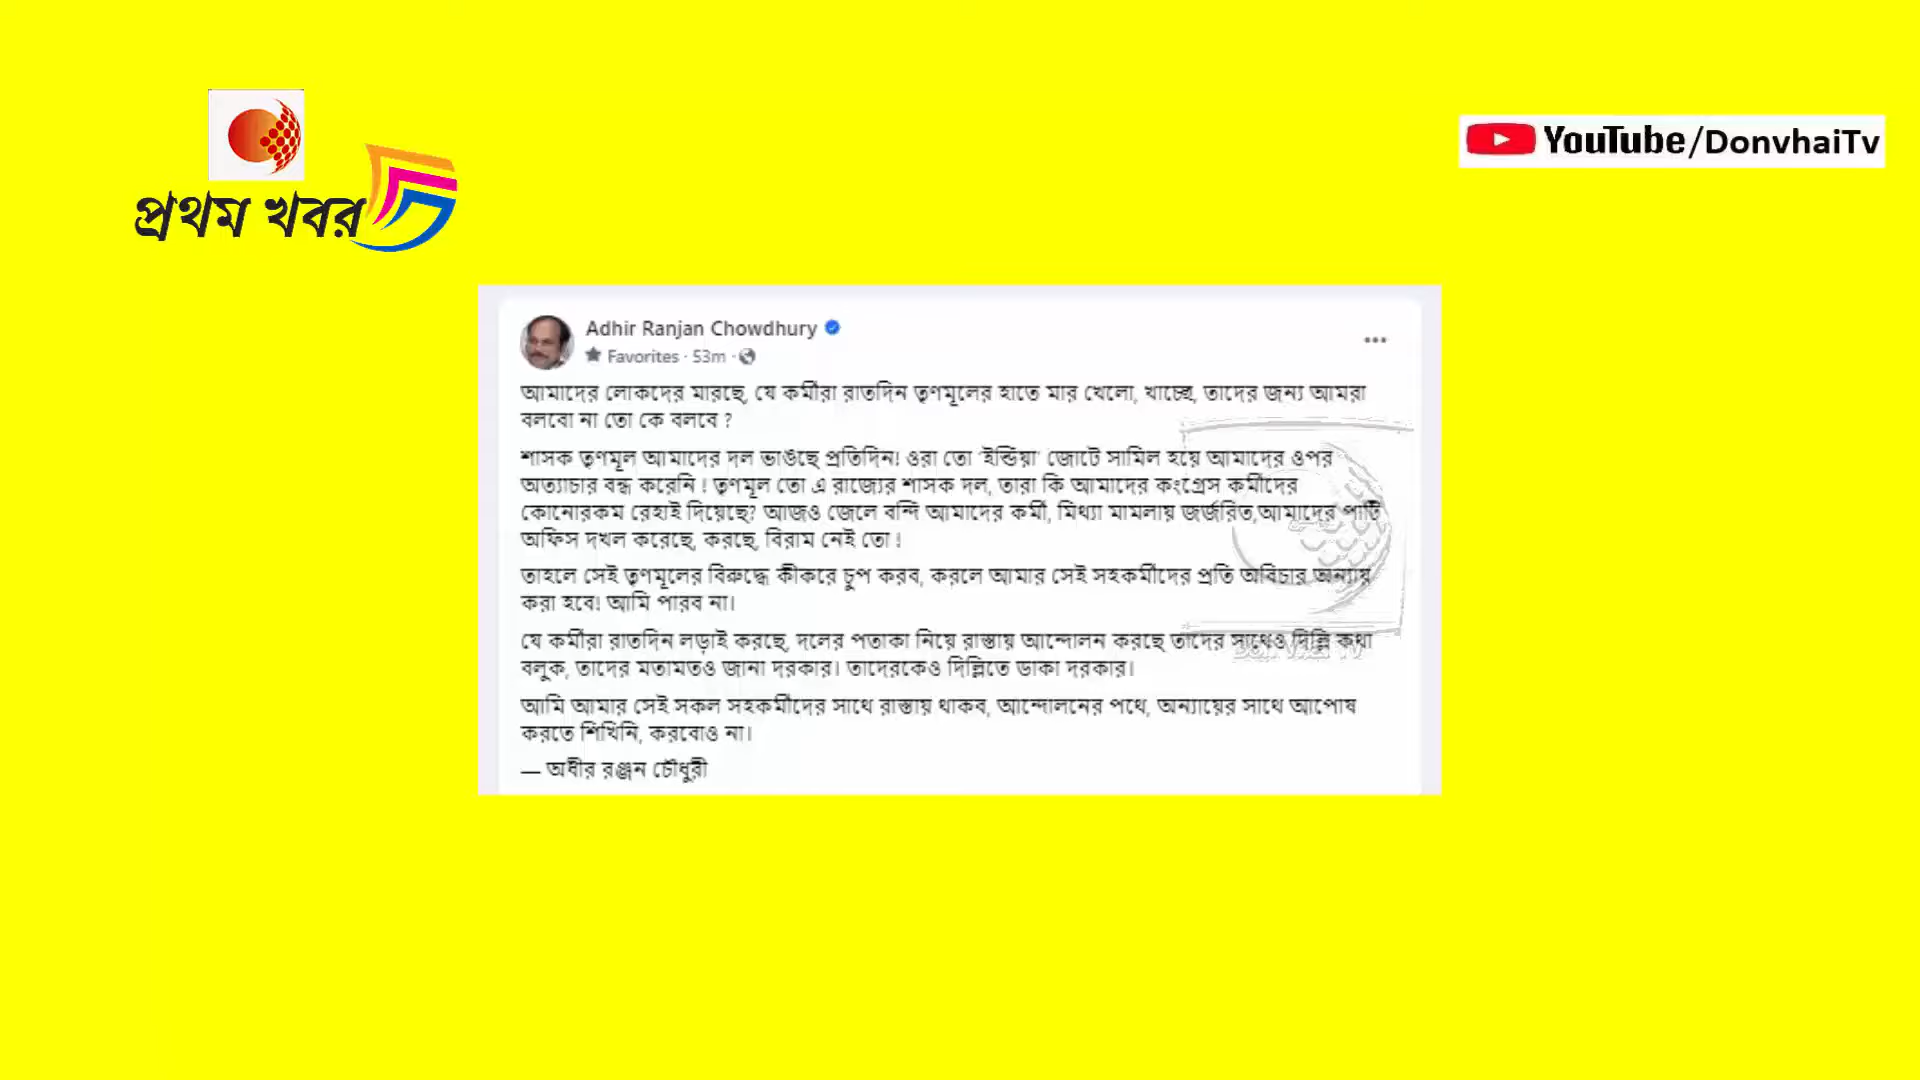 প্রথম খবর
YouTube/DonvhaiTv
Adhir Ranjan Chowdhury
Favorites · 53m ·
আমাদের লোকদের মারছে, যে কর্মীরা রাতদিন তৃণমূলের হাতে মার খেলো, খাচ্ছে, তাদের জন্য আমরা
বলবো না তো কে বলবে ?
শাসক তৃণমূল আমাদের দল ভাঙছে প্রতিদিন! ওরা তো 'ইন্ডিয়া' জোটে সামিল হয়ে আমাদের ওপর
অত্যাচার বন্ধ করেনি ! তৃণমূল তো এ রাজ্যের শাসক দল, তারা কি আমাদের কংগ্রেস কর্মীদের
কোনোরকম রেহাই দিয়েছে? আজও জেলে বন্দি আমাদের কর্মী, মিথ্যা মামলায় জর্জরিত,আমাদের পার্টি
অফিস দখল করেছে, করছে, বিরাম নেই তো !
তাহলে সেই তৃণমূলের বিরুদ্ধে কীকরে চুপ করব, করলে আমার সেই সহকর্মীদের প্রতি অবিচার অন্যায়
করা হবে! আমি পারব না।
যে কর্মীরা রাতদিন লড়াই করছে, দলের পতাকা নিয়ে রাস্তায় আন্দোলন করছে তাদের সাথেও দিল্লি কথা
বলুক, তাদের মতামতও জানা দরকার। তাদেরকেও দিল্লিতে ডাকা দরকার।
আমি আমার সেই সকল সহকর্মীদের সাথে রাস্তায় থাকব, আন্দোলনের পথে, অন্যায়ের সাথে আপোষ
করতে শিখিনি, করবোও না।
— অধীর রঞ্জন চৌধুরী